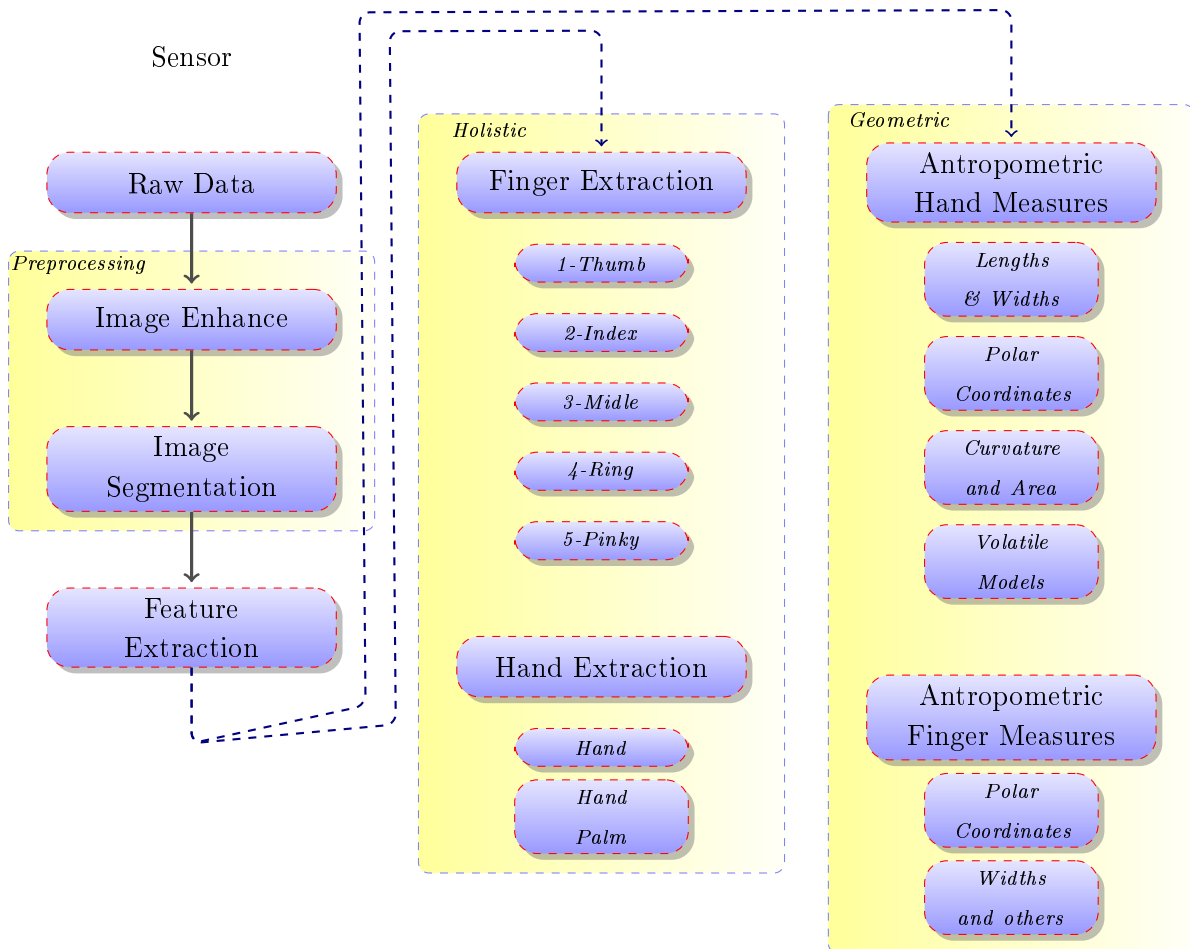 Sensor
Raw Data
Preprocessing
Image Enhance
Image
Segmentation
Feature
Extraction
Holistic
Finger Extraction
1-Thumb
2-Index
3-Midle
4-Ring
5-Pinky
Hand Extraction
Hand
Hand
Palm
Geometric
Antropometric
Hand Measures
Lengths
& Widths
Polar
Coordinates
Curvature
and Area
Volatile
Models
Antropometric
Finger Measures
Polar
Coordinates
Widths
and others